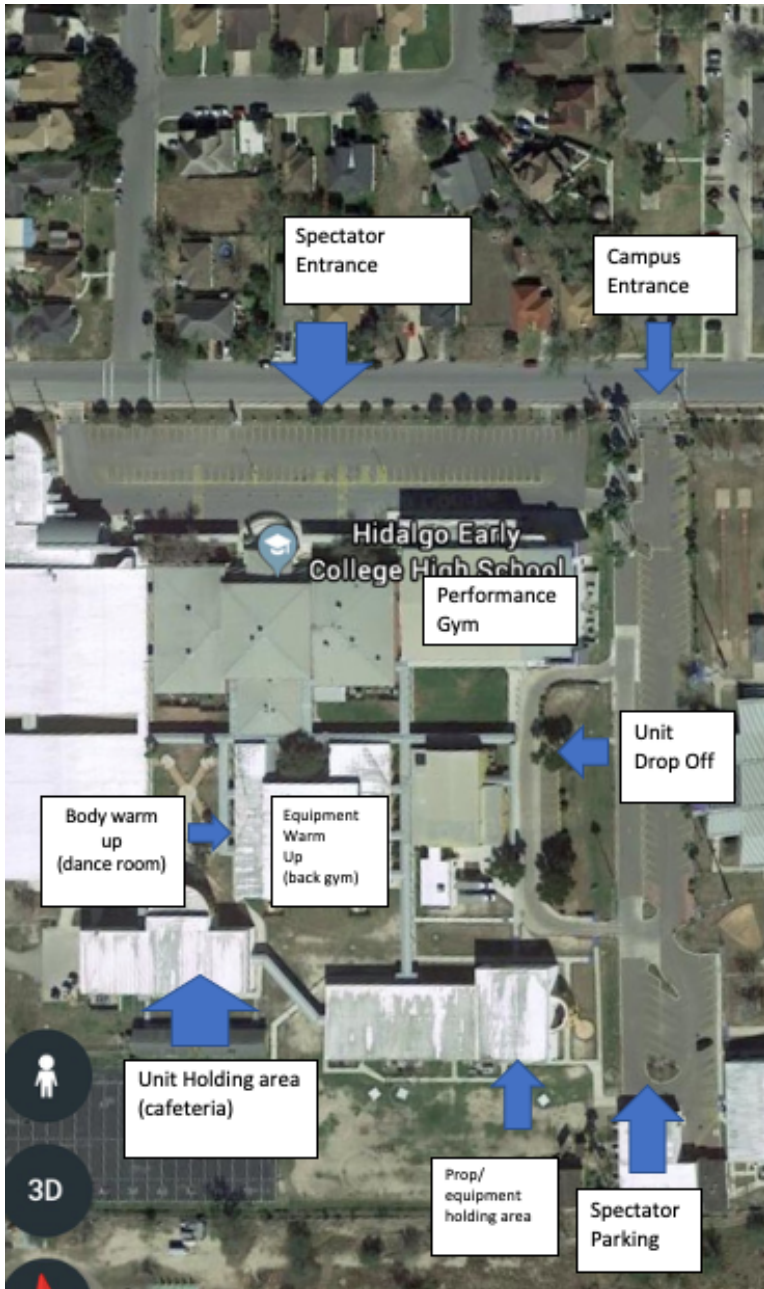 Spectator
Entrance
Campus
Entrance
Hidalgo Early
College High School
Performance
Gym
Unit
Drop Off
Body warm
up
(dance room)
Equipment
Warm
Up
(back gym)
Unit Holding area
(cafeteria)
3D
Prop/
equipment
holding area
Spectator
Parking